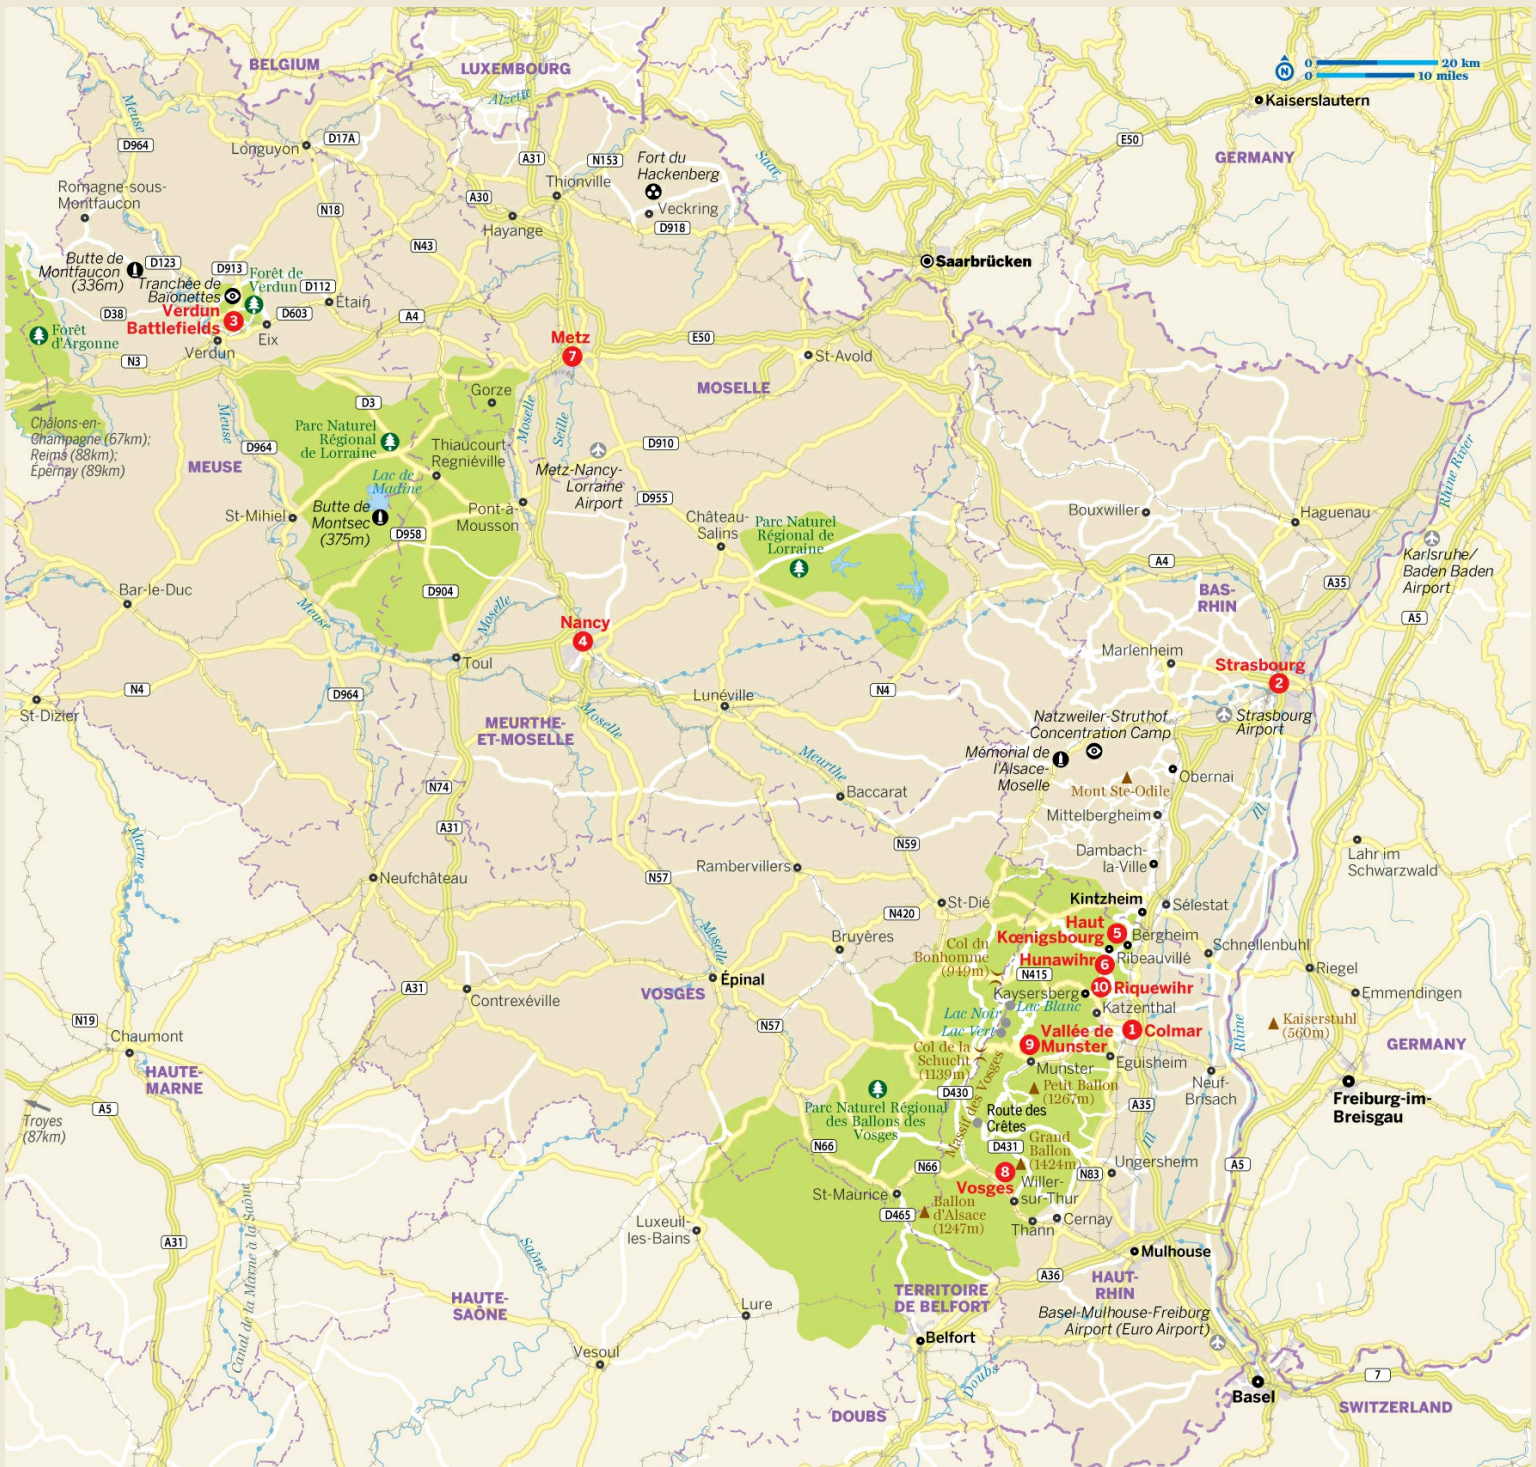 BELGIUM
LUXEMBOURG
Alzette
0 20 km
0 10 miles
N
Kaiserslautern
GERMANY
E50
Meuse
D964
Longuyon
D17A
A31
N153
Fort du
Hackenberg
Saar
Romagne-sous-
Montfaucon
N18
A30
Thionville
Veckring
D918
Hayange
N43
Butte de
Montfaucon
(336m)
D123
D913
Forêt de
Verdun
Tranchée de
Baïonettes
D112
Étain
Saarbrücken
D38
Verdun
Battlefields
3
D603
Eix
A4
Forêt
d'Argonne
Verdun
N3
Metz
7
E50
St-Avold
MOSELLE
Gorze
D3
Châlons-en-
Champagne (67km);
Reims (88km);
Épernay (89km)
Meuse
D964
MEUSE
Parc Naturel
Régional
de Lorraine
Thiaucourt-
Regniéville
Moselle
Seille
D910
Metz-Nancy-
Lorraine
Airport
Lac de
Madine
Butte de
Montsec
(375m)
St-Mihiel
Pont-à-
Mousson
D958
D955
Château-
Salins
Parc Naturel
Régional de
Lorraine
Bouxwiller
Haguenau
Rhine River
Karlsruhe/
Baden Baden
Airport
A4
A35
A5
BAS-
RHIN
Bar-le-Duc
Meuse
D904
Moselle
Nancy
4
Toul
Marlenheim
Strasbourg
2
N4
D964
St-Dizier
Lunéville
N4
MEURTHE-
ET-MOSELLE
Moselle
Meurthe
Natzweiler-Struthof
Concentration Camp
Strasbourg
Airport
Mémorial de
l'Alsace-
Moselle
Obernai
Mont Ste-Odile
N74
Baccarat
Mittelbergheim
Ill
A31
N59
Marne
Dambach-
la-Ville
Lahr im
Schwarzwald
Rambervillers
Neufchâteau
N57
St-Dié
Kintzheim
Sélestat
N420
Haut
Kœnigsbourg
5
Bergheim
Moselle
Bruyères
Col du
Bonhomme
(949m)
Hunawihr
6
Ribeauvillé
Schnellenbuhl
Riegel
N415
Épinal
VOSGES
A31
Contrexéville
Kaysersberg
10
Riquewihr
Emmendingen
Lac Noir
Lac Blanc
Katzenthal
Lac Vert
N19
Chaumont
N57
Vallée de
Munster
9
1
Colmar
Rhine
Kaiserstuhl
(560m)
GERMANY
Col de la
Schucht
(1139m)
Munster
Eguisheim
HAUTE-
MARNE
Massif des Vosges
Petit Ballon
(1267m)
Neuf-
Brisach
Freiburg-im-
Breisgau
A5
Troyes
(87km)
Parc Naturel Régional
des Ballons des
Vosges
D430
Route des
Crêtes
A35
Ill
N66
D431
Grand
Ballon
(1424m)
N66
8
Vosges
N83
Ungersheim
A5
Willer-
sur-Thur
St-Maurice
D465
Ballon
d'Alsace
(1247m)
Thann
Cernay
Canal de la Marne à la Saône
A31
Luxeuil-
les-Bains
Saône
Mulhouse
A36
HAUT-
RHIN
TERRITOIRE
DE BELFORT
HAUTE-
SAÔNE
Lure
Basel-Mulhouse-Freiburg
Airport (Euro Airport)
Belfort
Vesoul
Doubs
7
Basel
DOUBS
SWITZERLAND